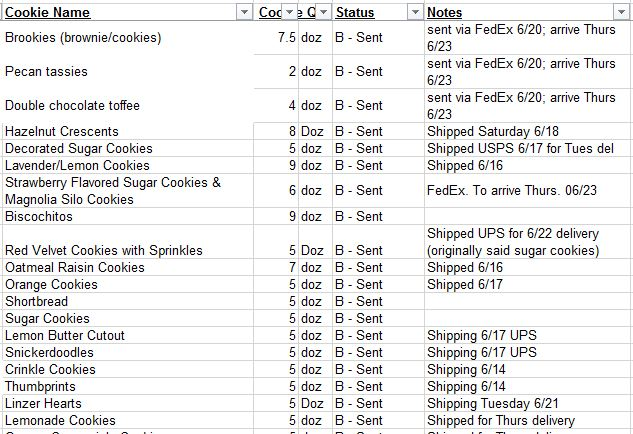 Cookie Name Coo e Q Status Notes
sent via FedEx 6/20; arrive Thurs
Brookies (brownie/cookies) 7.5 doz B - Sent 6/23
sent via FedEx 6/20; arrive Thurs
Pecan tassies 2 doz B - Sent 6/23
sent via FedEx 6/20; arrive Thurs
Double chocolate toffee 4 doz B - Sent 6/23
Hazelnut Crescents 8 Doz B - Sent Shipped Saturday 6/18
Decorated Sugar Cookies 5 doz B - Sent Shipped USPS 6/17 for Tues del
Lavender/Lemon Cookies 9 doz B - Sent Shipped 6/16
Strawberry Flavored Sugar Cookies &
Magnolia Silo Cookies 6 doz B - Sent FedEx. To arrive Thurs. 06/23
Biscochitos 9 doz B - Sent
Shipped UPS for 6/22 delivery
Red Velvet Cookies with Sprinkles 5 Doz B - Sent (originally said sugar cookies)
Oatmeal Raisin Cookies 7 doz B - Sent Shipped 6/16
Orange Cookies 5 doz B - Sent Shipped 6/17
Shortbread 5 doz B - Sent
Sugar Cookies 5 doz B - Sent
Lemon Butter Cutout 5 doz B - Sent Shipping 6/17 UPS
Snickerdoodles 5 doz B - Sent Shipping 6/17 UPS
Crinkle Cookies 5 doz B - Sent Shipping 6/14
Thumbprints 5 doz B - Sent Shipping 6/14
Linzer Hearts 5 Doz B - Sent Shipping Tuesday 6/21
Lemonade Cookies 5 doz B - Sent Shipped for Thurs delivery